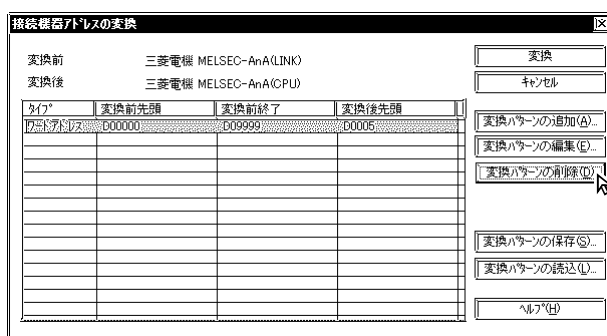 接続機器ｱﾄﾞﾚｽの変換
変換前 三菱電機 MELSEC-AnA(LINK)
変換後 三菱電機 MELSEC-AnA(CPU)
変換
ｷｬﾝｾﾙ
ﾀｲﾌﾟ 変換前先頭 変換前終了 変換後先頭
ﾜｰﾄﾞｱﾄﾞﾚｽ D00000 D09999 D0005
変換ﾊﾟﾀｰﾝの追加(A)...
変換ﾊﾟﾀｰﾝの編集(E)...
変換ﾊﾟﾀｰﾝの削除(D)
変換ﾊﾟﾀｰﾝの保存(S)...
変換ﾊﾟﾀｰﾝの読込(L)...
ﾍﾙﾌﾟ(H)